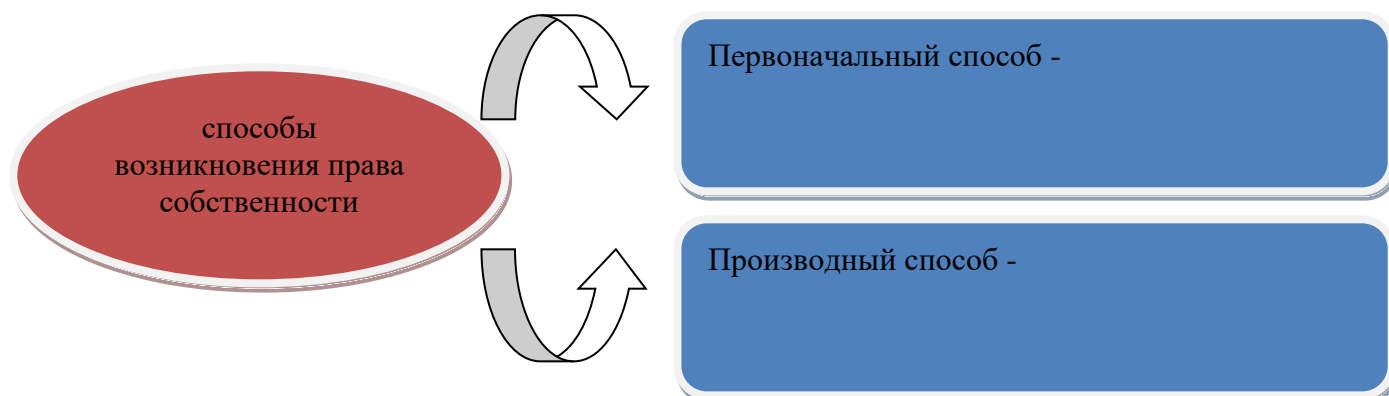 способы
возникновения права
собственности
Первоначальный способ -
Производный способ -